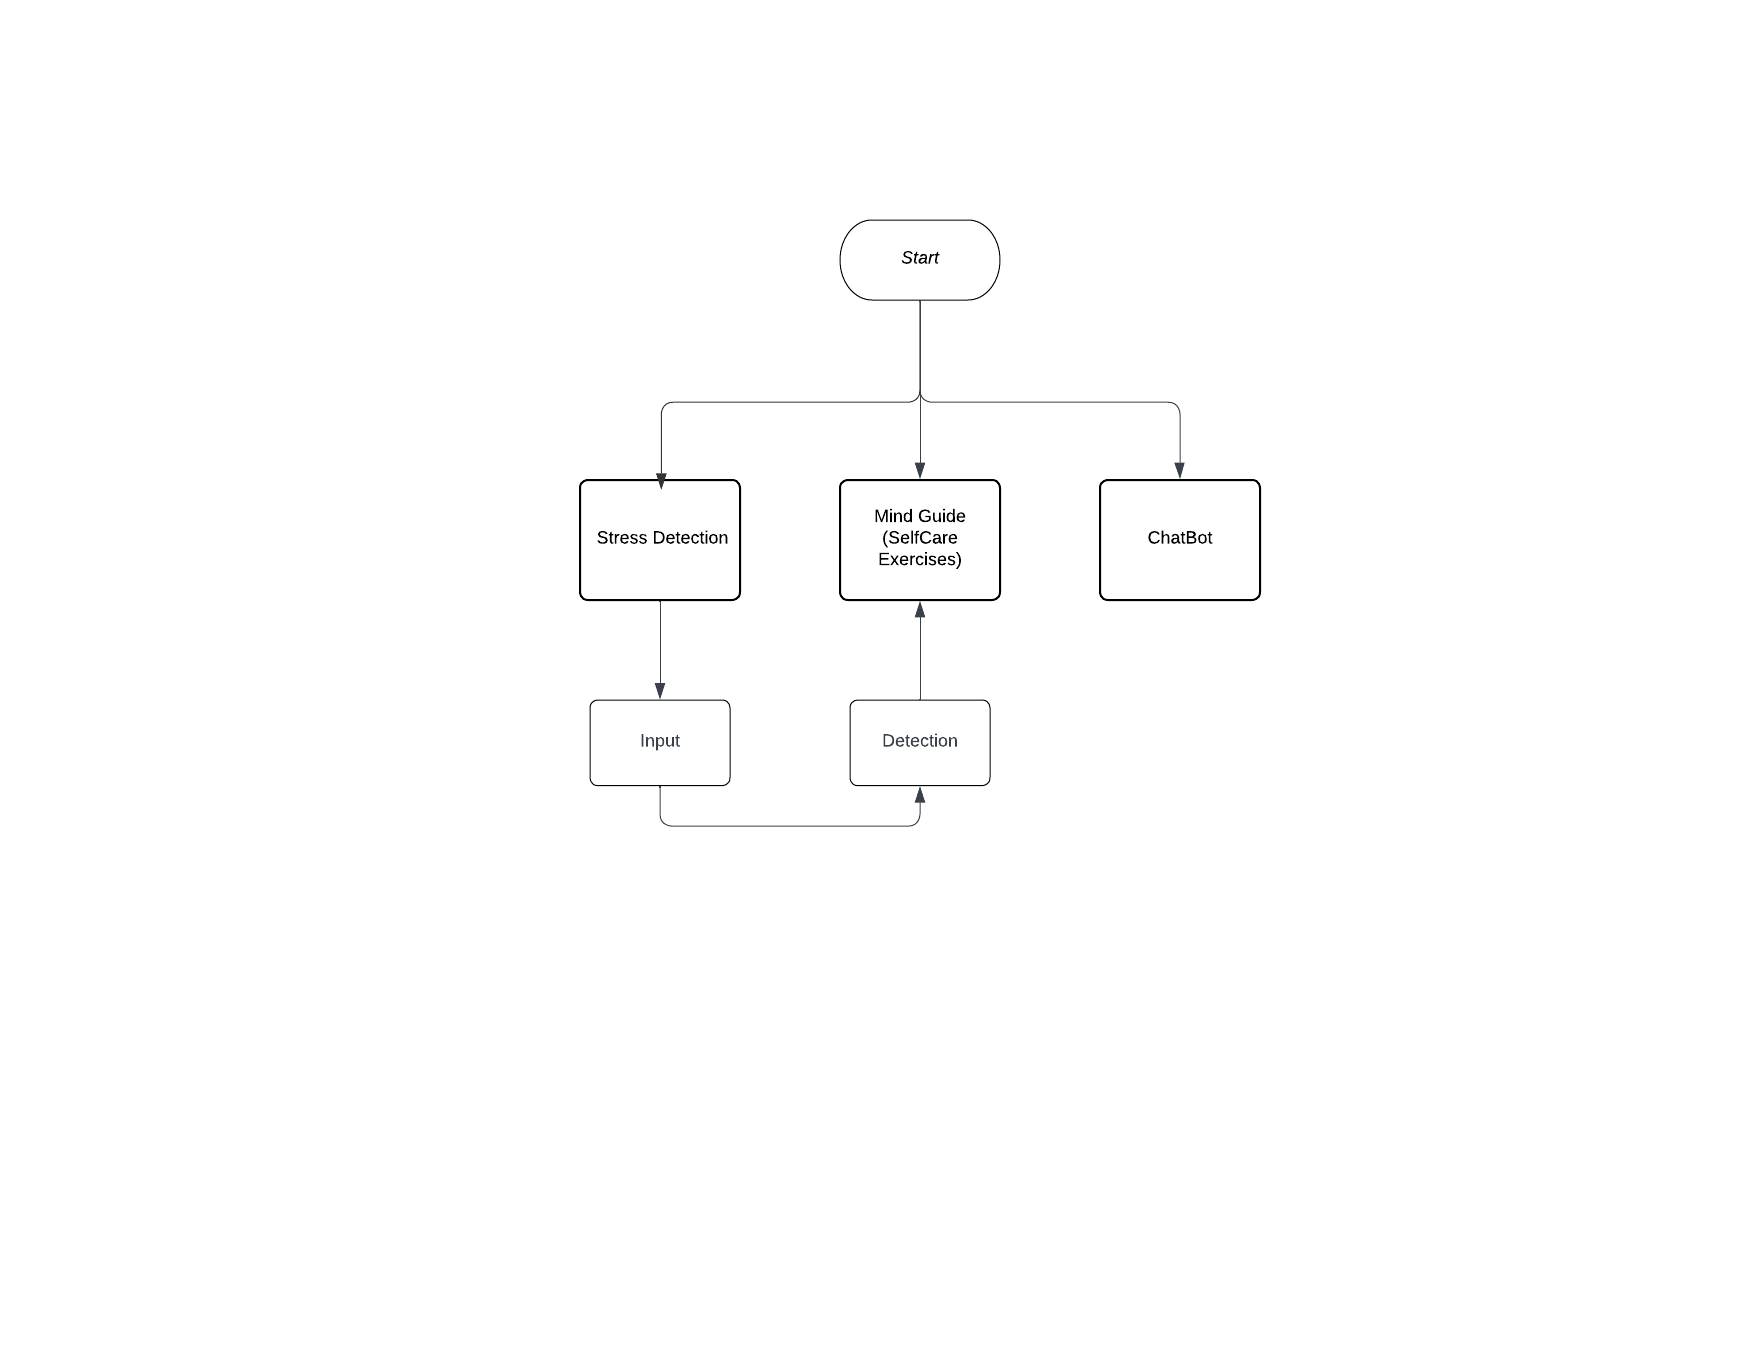 Start
Stress Detection
Mind Guide
(SelfCare
Exercises)
ChatBot
Input
Detection